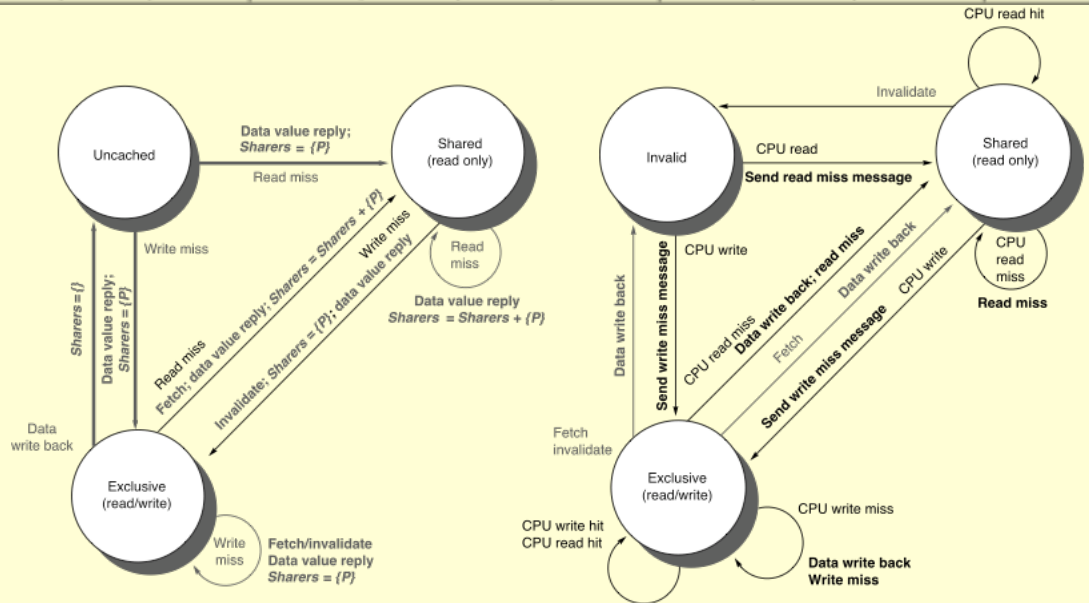 Uncached
Data value reply;
Sharers = {P}
Read miss
Shared
(read only)
Write miss
Sharers = {}
Data value reply;
Sharers = {P}
Read miss
Fetch; data value reply; Sharers = Sharers + {P}
Write miss
Invalidate; Sharers = {P}; data value reply
Read
miss
Data value reply
Sharers = Sharers + {P}
Data
write back
Exclusive
(read/write)
Write
miss
Fetch/invalidate
Data value reply
Sharers = {P}
CPU read hit
Invalidate
Invalid
CPU read
Send read miss message
Shared
(read only)
CPU write
Data write back
Send write miss message
CPU read miss
Data write back; read miss
Fetch
Data write back
Send write miss message
CPU write
CPU
read
miss
Read miss
Fetch
invalidate
Exclusive
(read/write)
CPU write hit
CPU read hit
CPU write miss
Data write back
Write miss